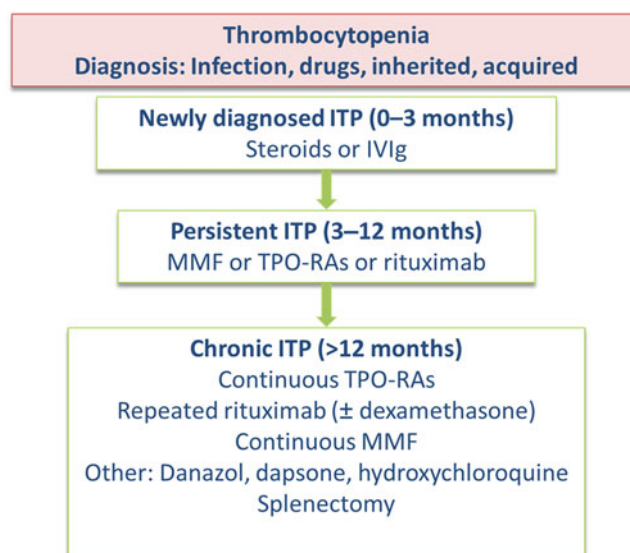 Thrombocytopenia
Diagnosis: Infection, drugs, inherited, acquired
Newly diagnosed ITP (0–3 months)
Steroids or IVIg
Persistent ITP (3–12 months)
MMF or TPO-RAs or rituximab
Chronic ITP (>12 months)
Continuous TPO-RAs
Repeated rituximab (± dexamethasone)
Continuous MMF
Other: Danazol, dapsone, hydroxychloroquine
Splenectomy